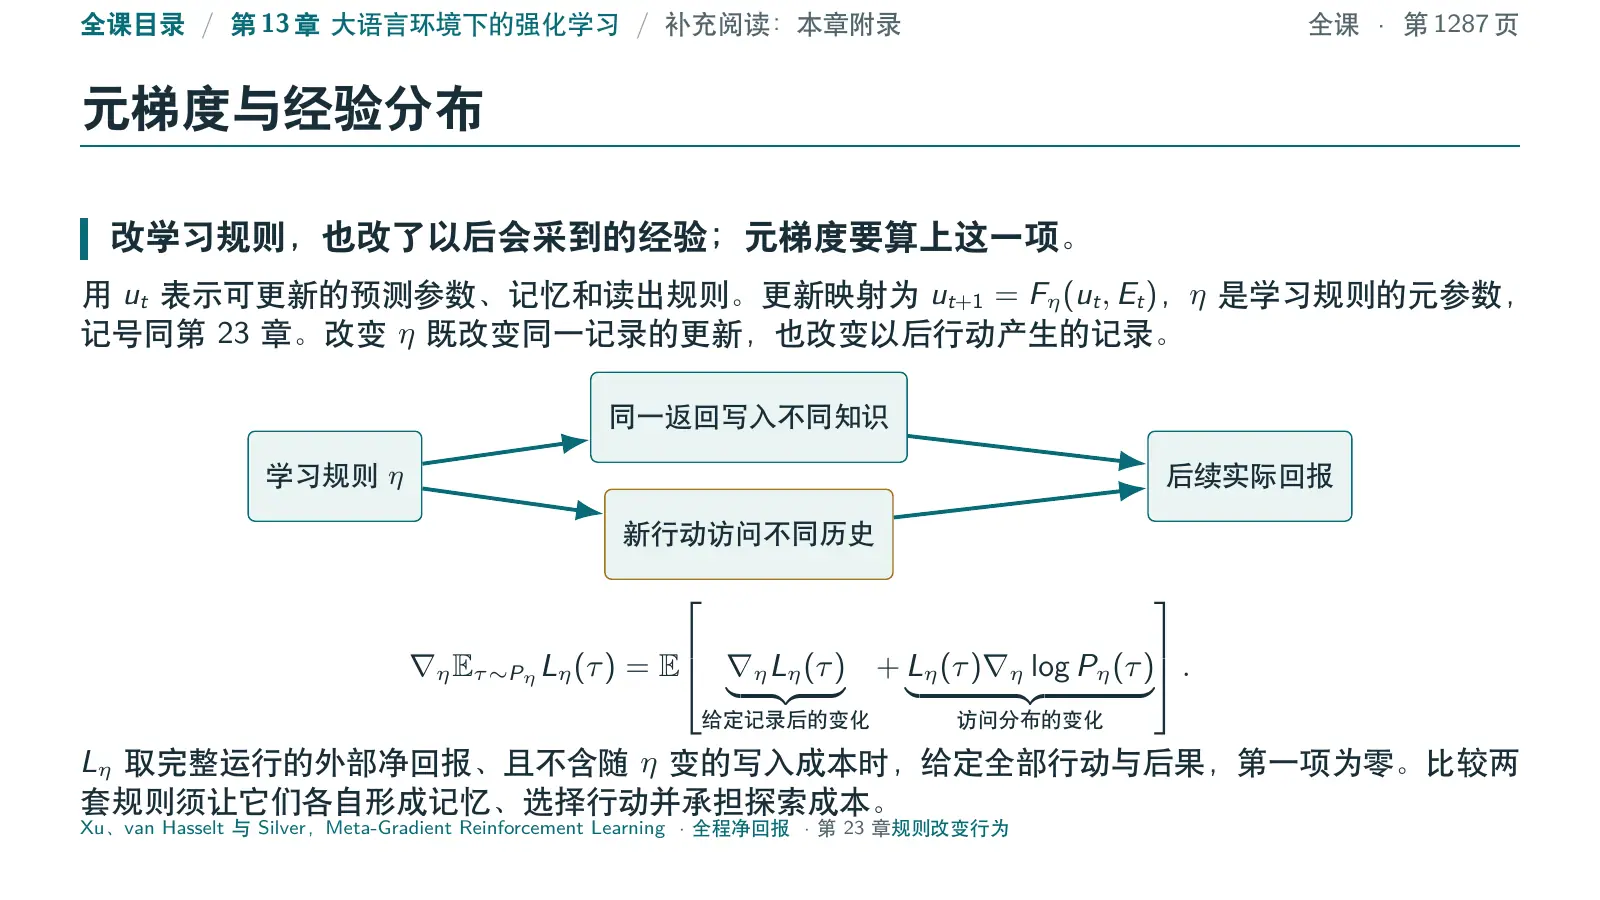 全课目录 / 第 13 章 大语言环境下的强化学习 / 补充阅读：本章附录 全课 · 第 1287 页
元梯度与经验分布
改学习规则，也改了以后会采到的经验；元梯度要算上这一项。
用 u_t 表示可更新的预测参数、记忆和读出规则。更新映射为 u_{t+1} = F_η(u_t, E_t)，η 是学习规则的元参数，
记号同第 23 章。改变 η 既改变同一记录的更新，也改变以后行动产生的记录。
同一返回写入不同知识
学习规则 η
后续实际回报
新行动访问不同历史
∇_η 𝔼_{τ∼P_η} L_η(τ) = 𝔼 [ ∇_η L_η(τ) + L_η(τ)∇_η log P_η(τ) ] .
给定记录后的变化 访问分布的变化
L_η 取完整运行的外部净回报、且不含随 η 变的写入成本时，给定全部行动与后果，第一项为零。比较两
套规则须让它们各自形成记忆、选择行动并承担探索成本。
Xu、van Hasselt 与 Silver，Meta-Gradient Reinforcement Learning · 全程净回报 · 第 23 章规则改变行为